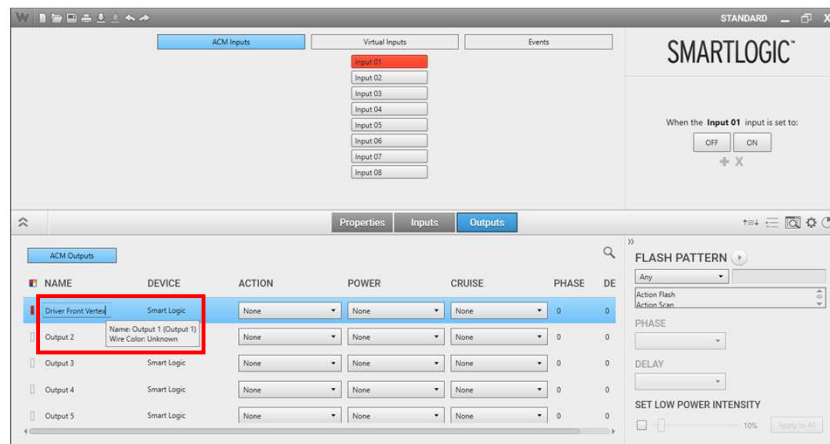 STANDARD
ACM Inputs Virtual Inputs Events
SMARTLOGIC™
Input 01
Input 02
Input 03
Input 04
Input 05
Input 06
Input 07
Input 08
When the Input 01 input is set to:
OFF ON
+ X
Properties Inputs Outputs
ACM Outputs
NAME DEVICE ACTION POWER CRUISE PHASE DE
Driver Front Vertex Smart Logic None None None 0 0
Name: Output 1 (Output 1)
Wire Color: Unknown
Output 2 Smart Logic None None None 0 0
Output 3 Smart Logic None None None 0 0
Output 4 Smart Logic None None None 0 0
Output 5 Smart Logic None None None 0 0
FLASH PATTERN
Any
Action Flash
Action Scan
PHASE
DELAY
SET LOW POWER INTENSITY
10% Apply to All